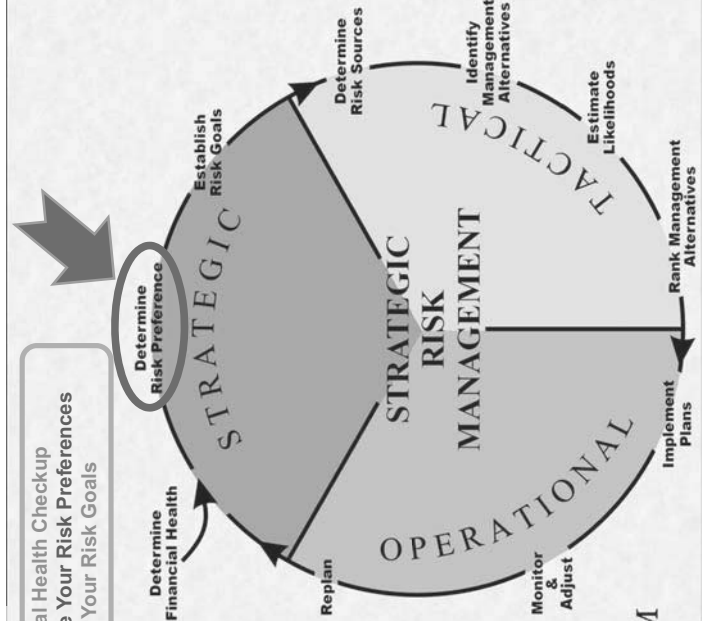 al Health Checkup
e Your Risk Preferences
Your Risk Goals
Determine
Risk Preference
Establish
Risk Goals
Determine
Risk Sources
Identify
Management
Alternatives
Estimate
Likelihoods
Rank Management
Alternatives
Implement
Plans
Monitor
&
Adjust
Replan
Determine
Financial Health
STRATEGIC
TACTICAL
OPERATIONAL
STRATEGIC
RISK
MANAGEMENT
M